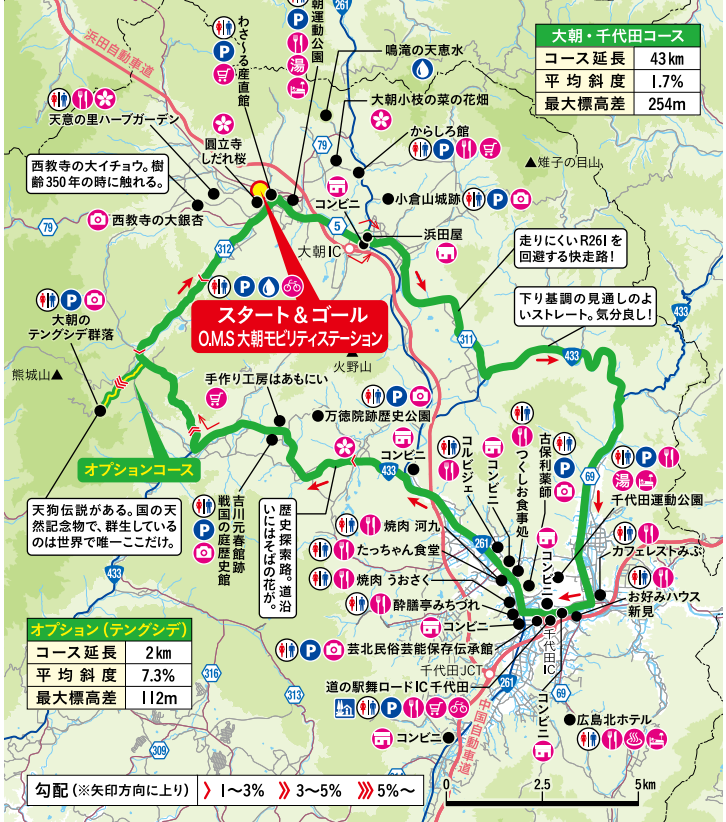 大朝・千代田コース
コース延長 43km
平均斜度 1.7%
最大標高差 254m
浜田自動車道
261
わさ〜る産直館
朝運動公園
湯
鳴滝の天恵水
大朝小枝の菜の花畑
からしろ館
天意の里ハーブガーデン
圓立寺
しだれ桜
79
▲雉子の目山
西教寺の大イチョウ。樹
齢350年の時に触れる。
コンビニ
小倉山城跡
西教寺の大銀杏
79
5
浜田屋
312
大朝IC
走りにくいR261を
回避する快走路!
スタート&ゴール
O.M.S 大朝モビリティステーション
下り基調の見通しのよ
いストレート。気分良し!
433
大朝の
テングシデ群落
311
433
火野山
熊城山▲
手作り工房はあもにい
万徳院跡歴史公園
コンビニ
433
コルビジェ
コンビニ
つくしお食事処
古保利薬師
69
湯
千代田運動公園
オプションコース
天狗伝説がある。国の天
然記念物で、群生している
のは世界で唯一ここだけ。
吉川元春館跡
戦国の庭歴史館
歴史探索路。道沿
いにはそばの花が。
焼肉 河九
261
たっちゃん食堂
焼肉 うおさく
酔膳亭みちづれ
コンビニ
コンビニ
カフェレストみぶ
お好みハウス
新見
433
芸北民俗芸能保存伝承館
千代田IC
千代田JCT
道の駅舞ロードIC千代田
261
69
コンビニ
中国自動車道
コンビニ
広島北ホテル
オプション(テングシデ)
コース延長 2km
平均斜度 7.3%
最大標高差 112m
316
313
309
勾配(※矢印方向に上り) 1〜3% 3〜5% 5%〜
0 2.5 5km